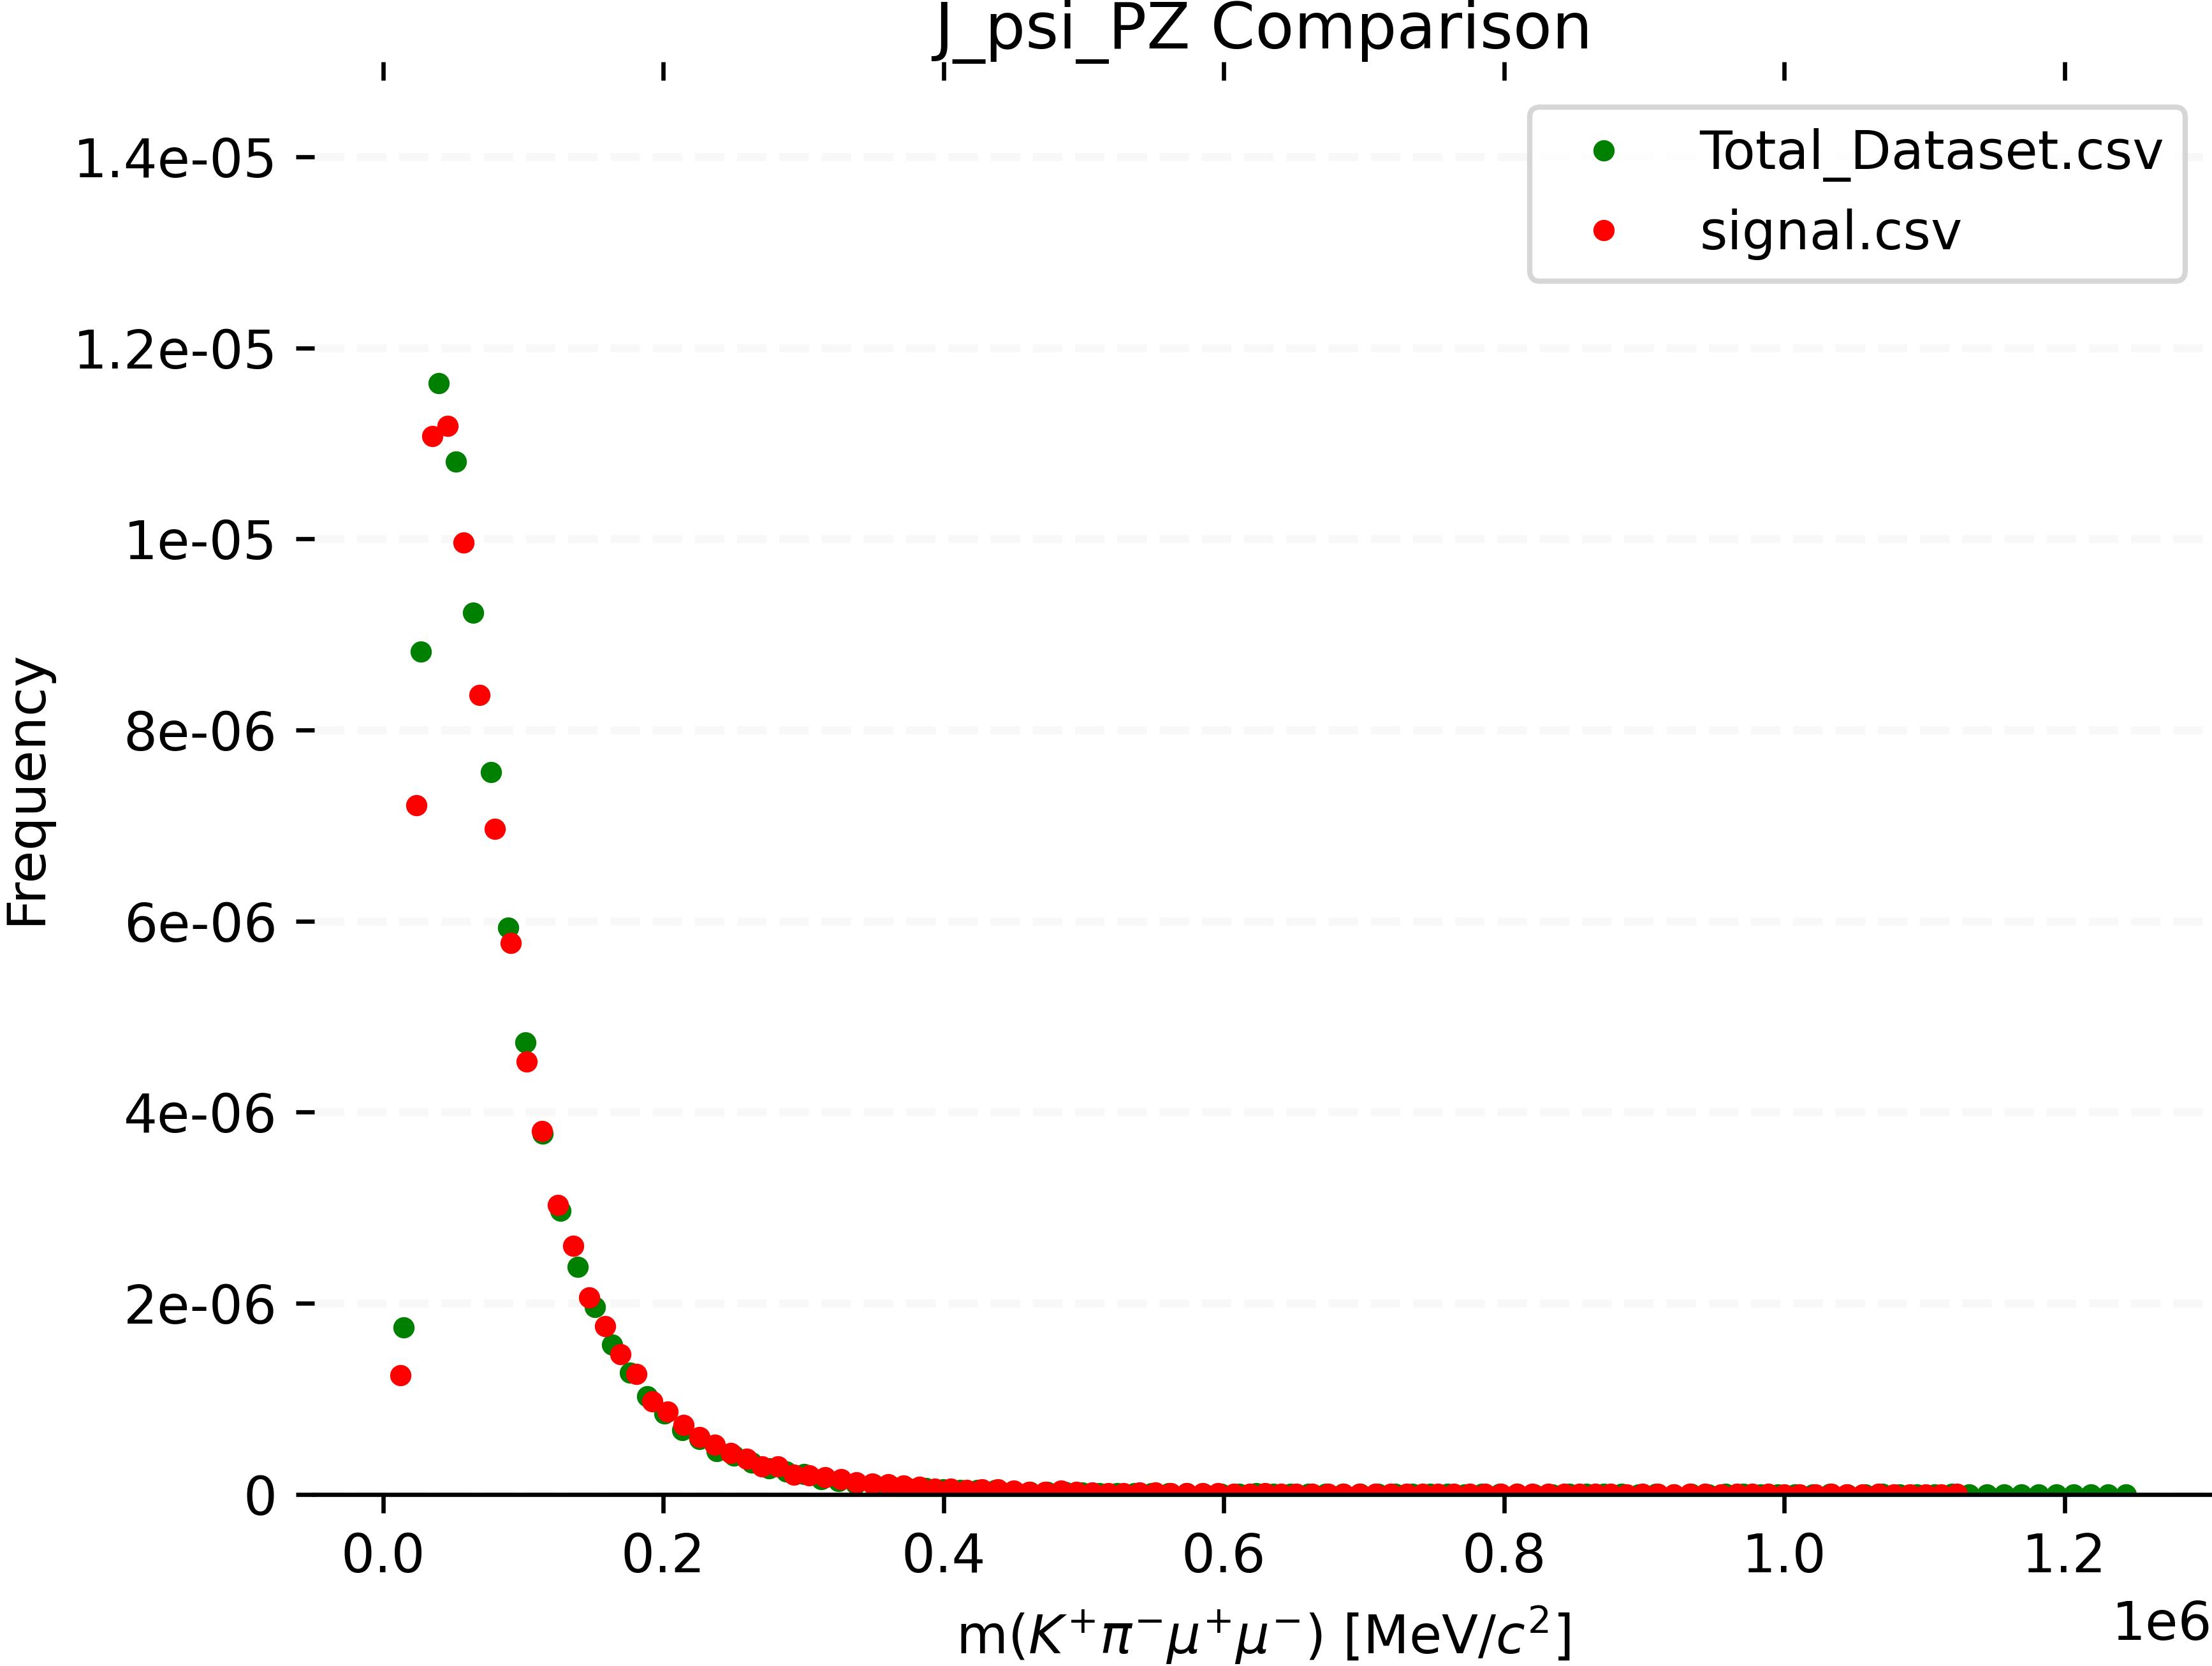 J_psi_PZ Comparison
Total_Dataset.csv
signal.csv
1.4e-05
1.2e-05
1e-05
8e-06
6e-06
4e-06
2e-06
0
Frequency
0.0 0.2 0.4 0.6 0.8 1.0 1.2
1e6
m(K⁺π⁻μ⁺μ⁻) [MeV/c²]